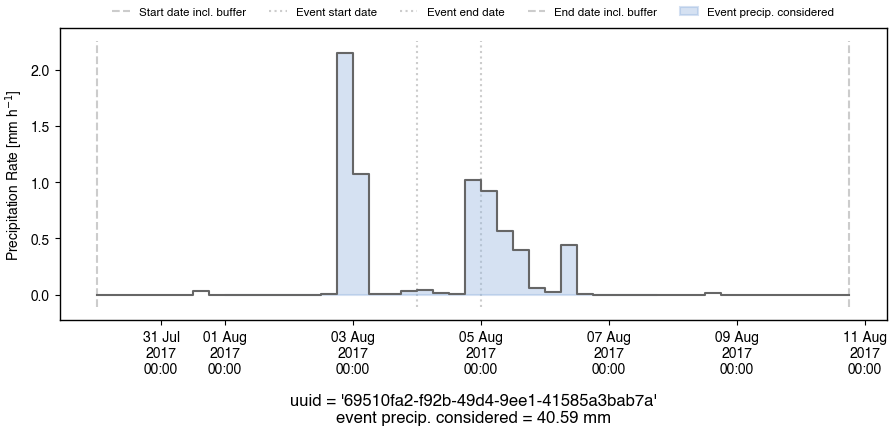 Start date incl. buffer Event start date Event end date End date incl. buffer Event precip. considered
Precipitation Rate [mm h⁻¹]
2.0
1.5
1.0
0.5
0.0
31 Jul 01 Aug 03 Aug 05 Aug 07 Aug 09 Aug 11 Aug
2017 2017 2017 2017 2017 2017 2017
00:00 00:00 00:00 00:00 00:00 00:00 00:00
uuid = '69510fa2-f92b-49d4-9ee1-41585a3bab7a'
event precip. considered = 40.59 mm